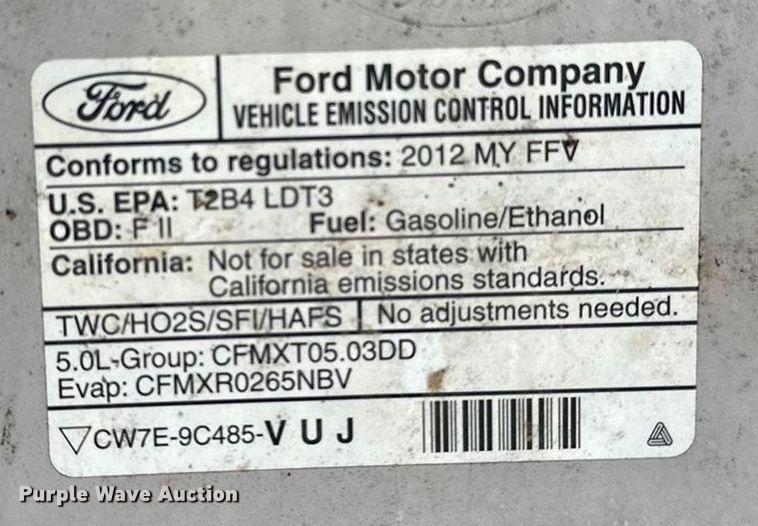 Ford
Ford Motor Company
VEHICLE EMISSION CONTROL INFORMATION
Conforms to regulations: 2012 MY FFV
U.S. EPA: T2B4 LDT3
OBD: F II Fuel: Gasoline/Ethanol
California: Not for sale in states with
California emissions standards.
TWC/HO2S/SFI/HAFS No adjustments needed.
5.0L-Group: CFMXT05.03DD
Evap: CFMXR0265NBV
CW7E-9C485-V U J
Purple Wave Auction